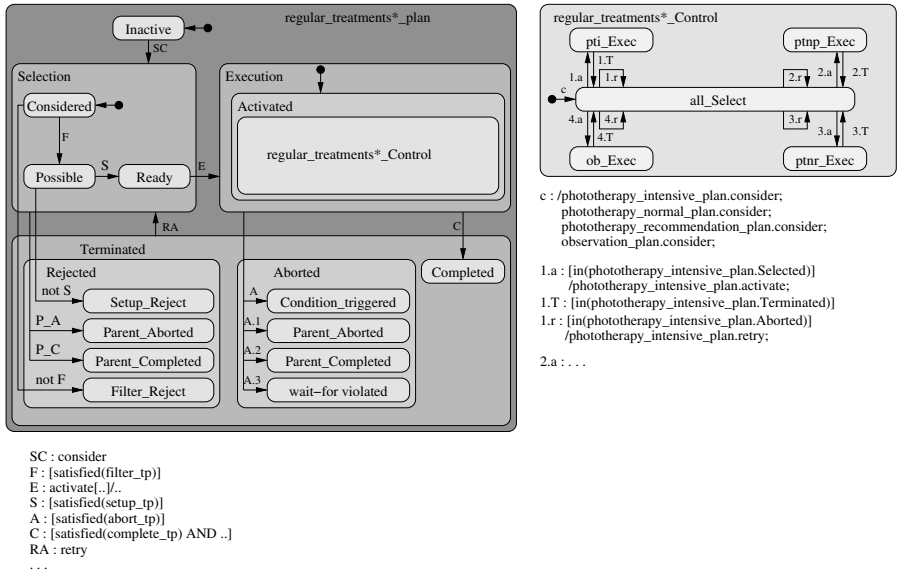 regular_treatments*_plan
Inactive
SC
Selection
Considered
F
Possible
S
Ready
E
Execution
Activated
regular_treatments*_Control
RA
C
Terminated
Rejected
not S
Setup_Reject
P_A
Parent_Aborted
P_C
Parent_Completed
not F
Filter_Reject
Aborted
A
Condition_triggered
A.1
Parent_Aborted
A.2
Parent_Completed
A.3
wait−for violated
Completed
SC : consider
F : [satisfied(filter_tp)]
E : activate[..]/..
S : [satisfied(setup_tp)]
A : [satisfied(abort_tp)]
C : [satisfied(complete_tp) AND ..]
RA : retry
. . .
regular_treatments*_Control
pti_Exec
ptnp_Exec
1.T
1.a
1.r
2.r
2.a
2.T
c
all_Select
4.a
4.r
4.T
3.r
3.a
3.T
ob_Exec
ptnr_Exec
c : /phototherapy_intensive_plan.consider;
phototherapy_normal_plan.consider;
phototherapy_recommendation_plan.consider;
observation_plan.consider;
1.a : [in(phototherapy_intensive_plan.Selected)]
/phototherapy_intensive_plan.activate;
1.T : [in(phototherapy_intensive_plan.Terminated)]
1.r : [in(phototherapy_intensive_plan.Aborted)]
/phototherapy_intensive_plan.retry;
2.a : . . .